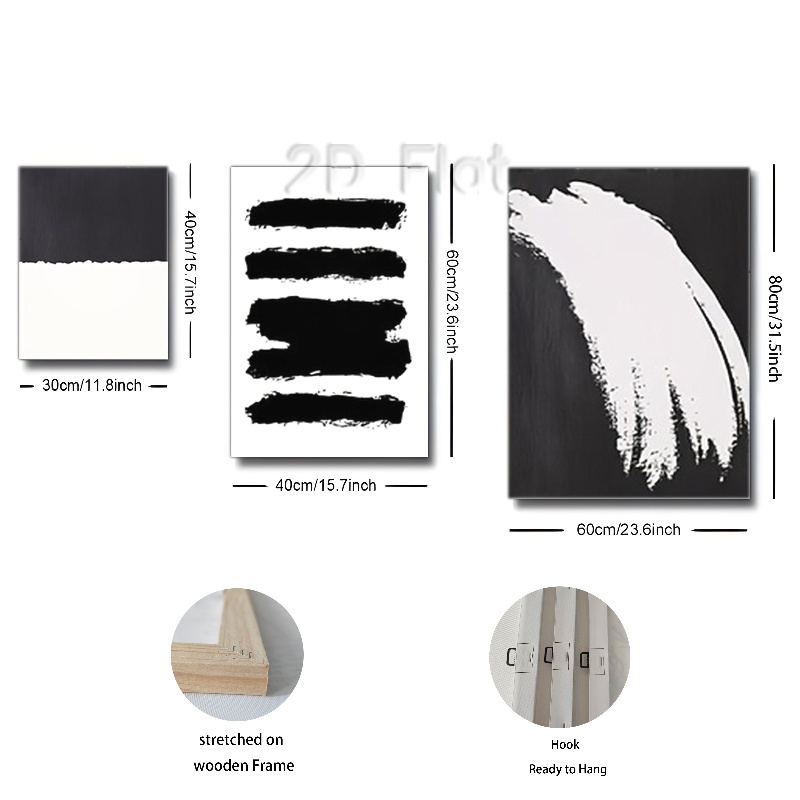 2D Flat
40cm/15.7inch
30cm/11.8inch
60cm/23.6inch
40cm/15.7inch
80cm/31.5inch
60cm/23.6inch
stretched on
wooden Frame
Hook
Ready to Hang